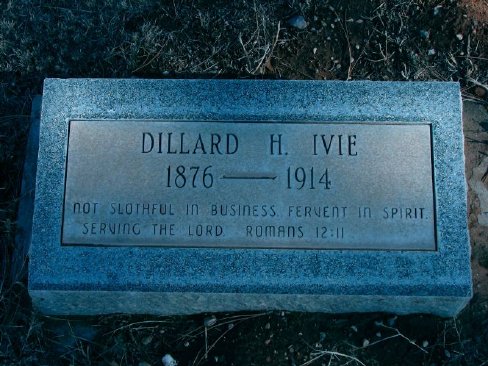 DILLARD H. IVIE
1876 — 1914
NOT SLOTHFUL IN BUSINESS, FERVENT IN SPIRIT,
SERVING THE LORD ROMANS 12:11